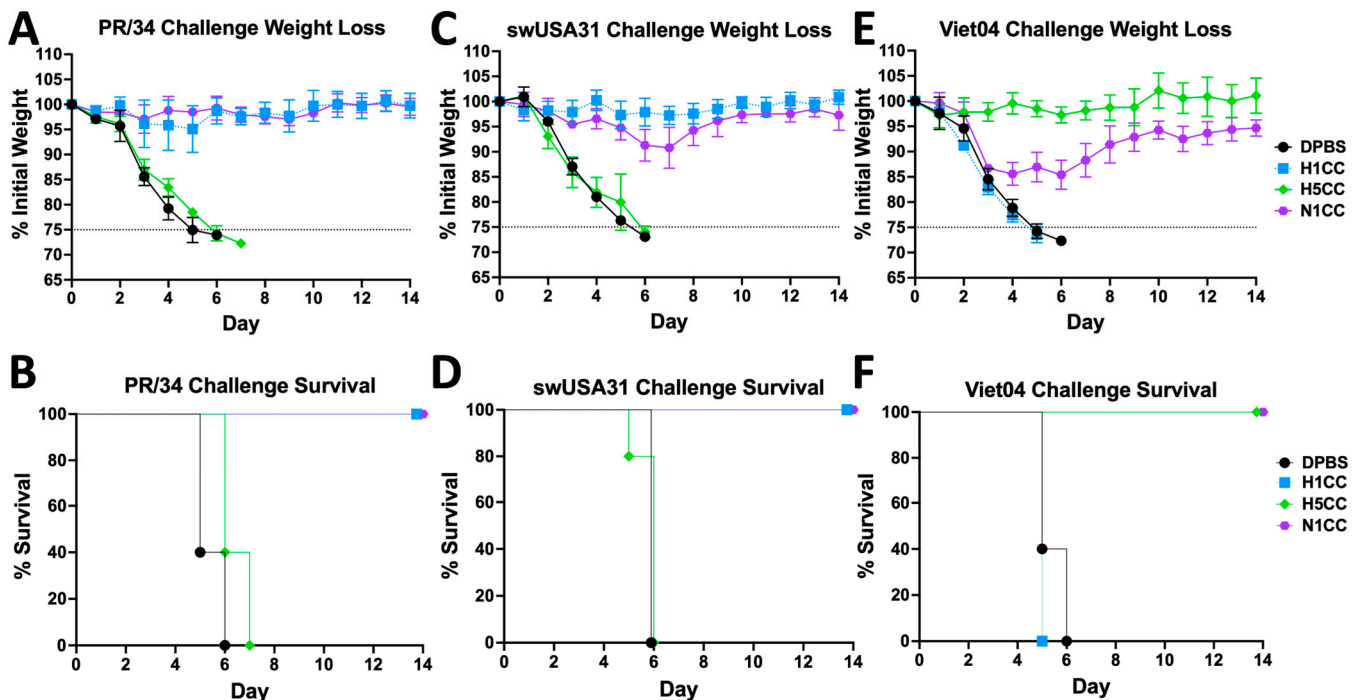 A
PR/34 Challenge Weight Loss
% Initial Weight
110
105
100
95
90
85
80
75
70
65
0 2 4 6 8 10 12 14
Day
C
swUSA31 Challenge Weight Loss
% Initial Weight
110
105
100
95
90
85
80
75
70
65
0 2 4 6 8 10 12 14
Day
E
Viet04 Challenge Weight Loss
% Initial Weight
110
105
100
95
90
85
80
75
70
65
0 2 4 6 8 10 12 14
Day
DPBS
H1CC
H5CC
N1CC
B
PR/34 Challenge Survival
% Survival
100
80
60
40
20
0
0 2 4 6 8 10 12 14
Day
D
swUSA31 Challenge Survival
% Survival
100
80
60
40
20
0
0 2 4 6 8 10 12 14
Day
F
Viet04 Challenge Survival
% Survival
100
80
60
40
20
0
0 2 4 6 8 10 12 14
Day
DPBS
H1CC
H5CC
N1CC